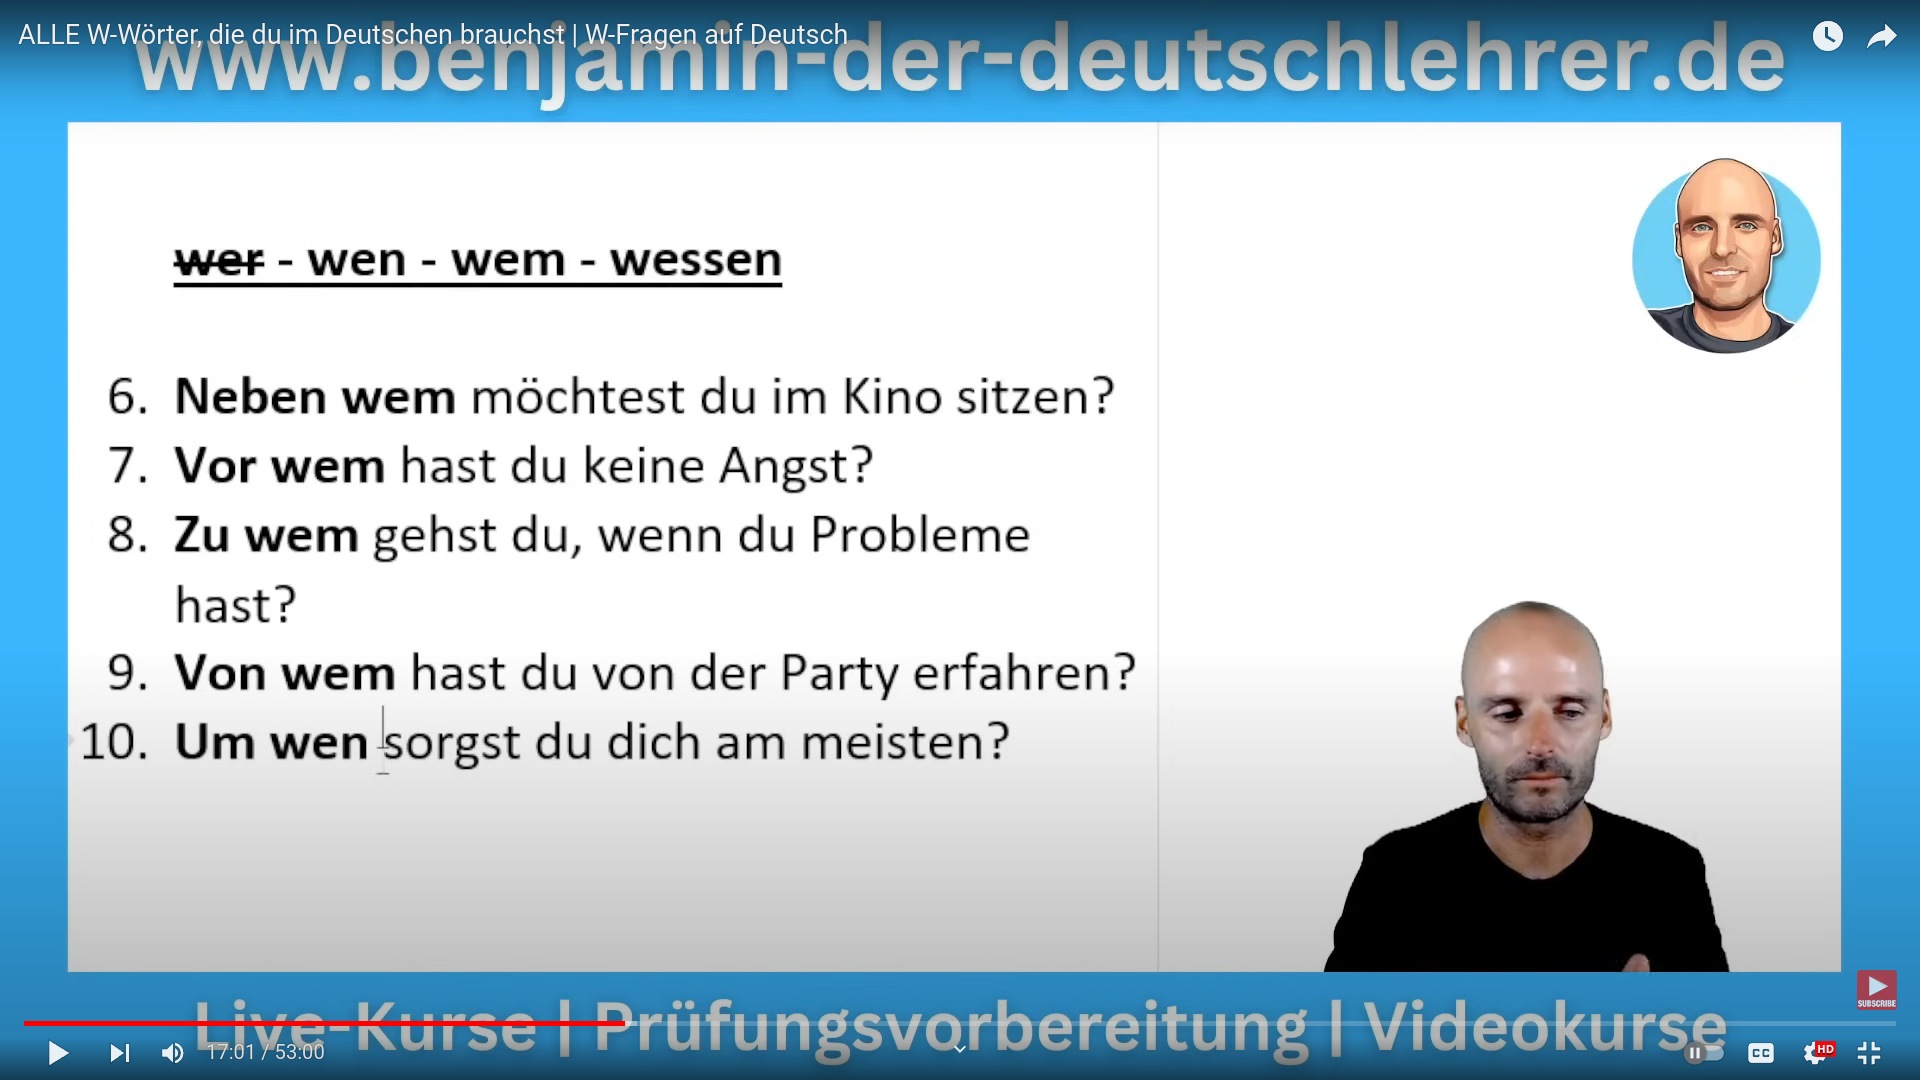 ALLE W-Wörter, die du im Deutschen brauchst | W-Fragen auf Deutsch
www.benjamin-der-deutschlehrer.de
wer - wen - wem - wessen
6. Neben wem möchtest du im Kino sitzen?
7. Vor wem hast du keine Angst?
8. Zu wem gehst du, wenn du Probleme
hast?
9. Von wem hast du von der Party erfahren?
10. Um wen sorgst du dich am meisten?
SUBSCRIBE
Live-Kurse | Prüfungsvorbereitung | Videokurse
17:01 / 53:00
CC
HD